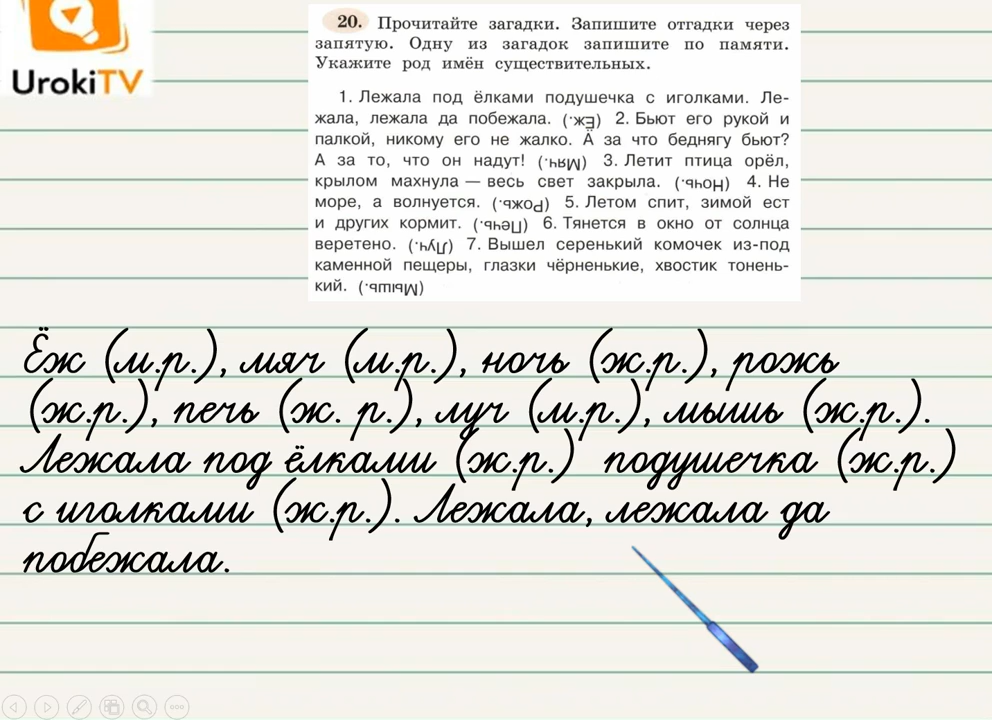 UrokiTV
20. Прочитайте загадки. Запишите отгадки через
запятую. Одну из загадок запишите по памяти.
Укажите род имён существительных.
1. Лежала под ёлками подушечка с иголками. Ле-
жала, лежала да побежала. (Ёж.) 2. Бьют его рукой и
палкой, никому его не жалко. Ä за что беднягу бьют?
А за то, что он надут! (Мяч.) 3. Летит птица орёл,
крылом махнула — весь свет закрыла. (Ночь.) 4. Не
море, а волнуется. (Рожь.) 5. Летом спит, зимой ест
и других кормит. (Печь.) 6. Тянется в окно от солнца
веретено. (Луч.) 7. Вышел серенький комочек из-под
каменной пещеры, глазки чёрненькие, хвостик тонень-
кий. (Мышь.)
Ёж (м.р.), мяч (м.р.), ночь (ж.р.), рожь
(ж.р.), печь (ж. р.), луч (м.р.), мышь (ж.р.).
Лежала под ёлками (ж.р.) подушечка (ж.р.)
с иголками (ж.р.). Лежала, лежала да
побежала.